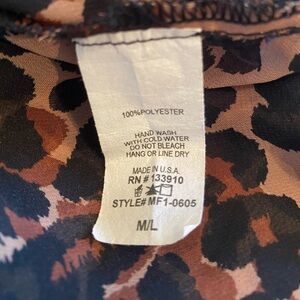 100%POLYESTER
HAND WASH
WITH COLD WATER
DO NOT BLEACH
HANG OR LINE DRY
MADE IN U.S.A.
RN # 133910
STYLE# MF1-0605
M/L